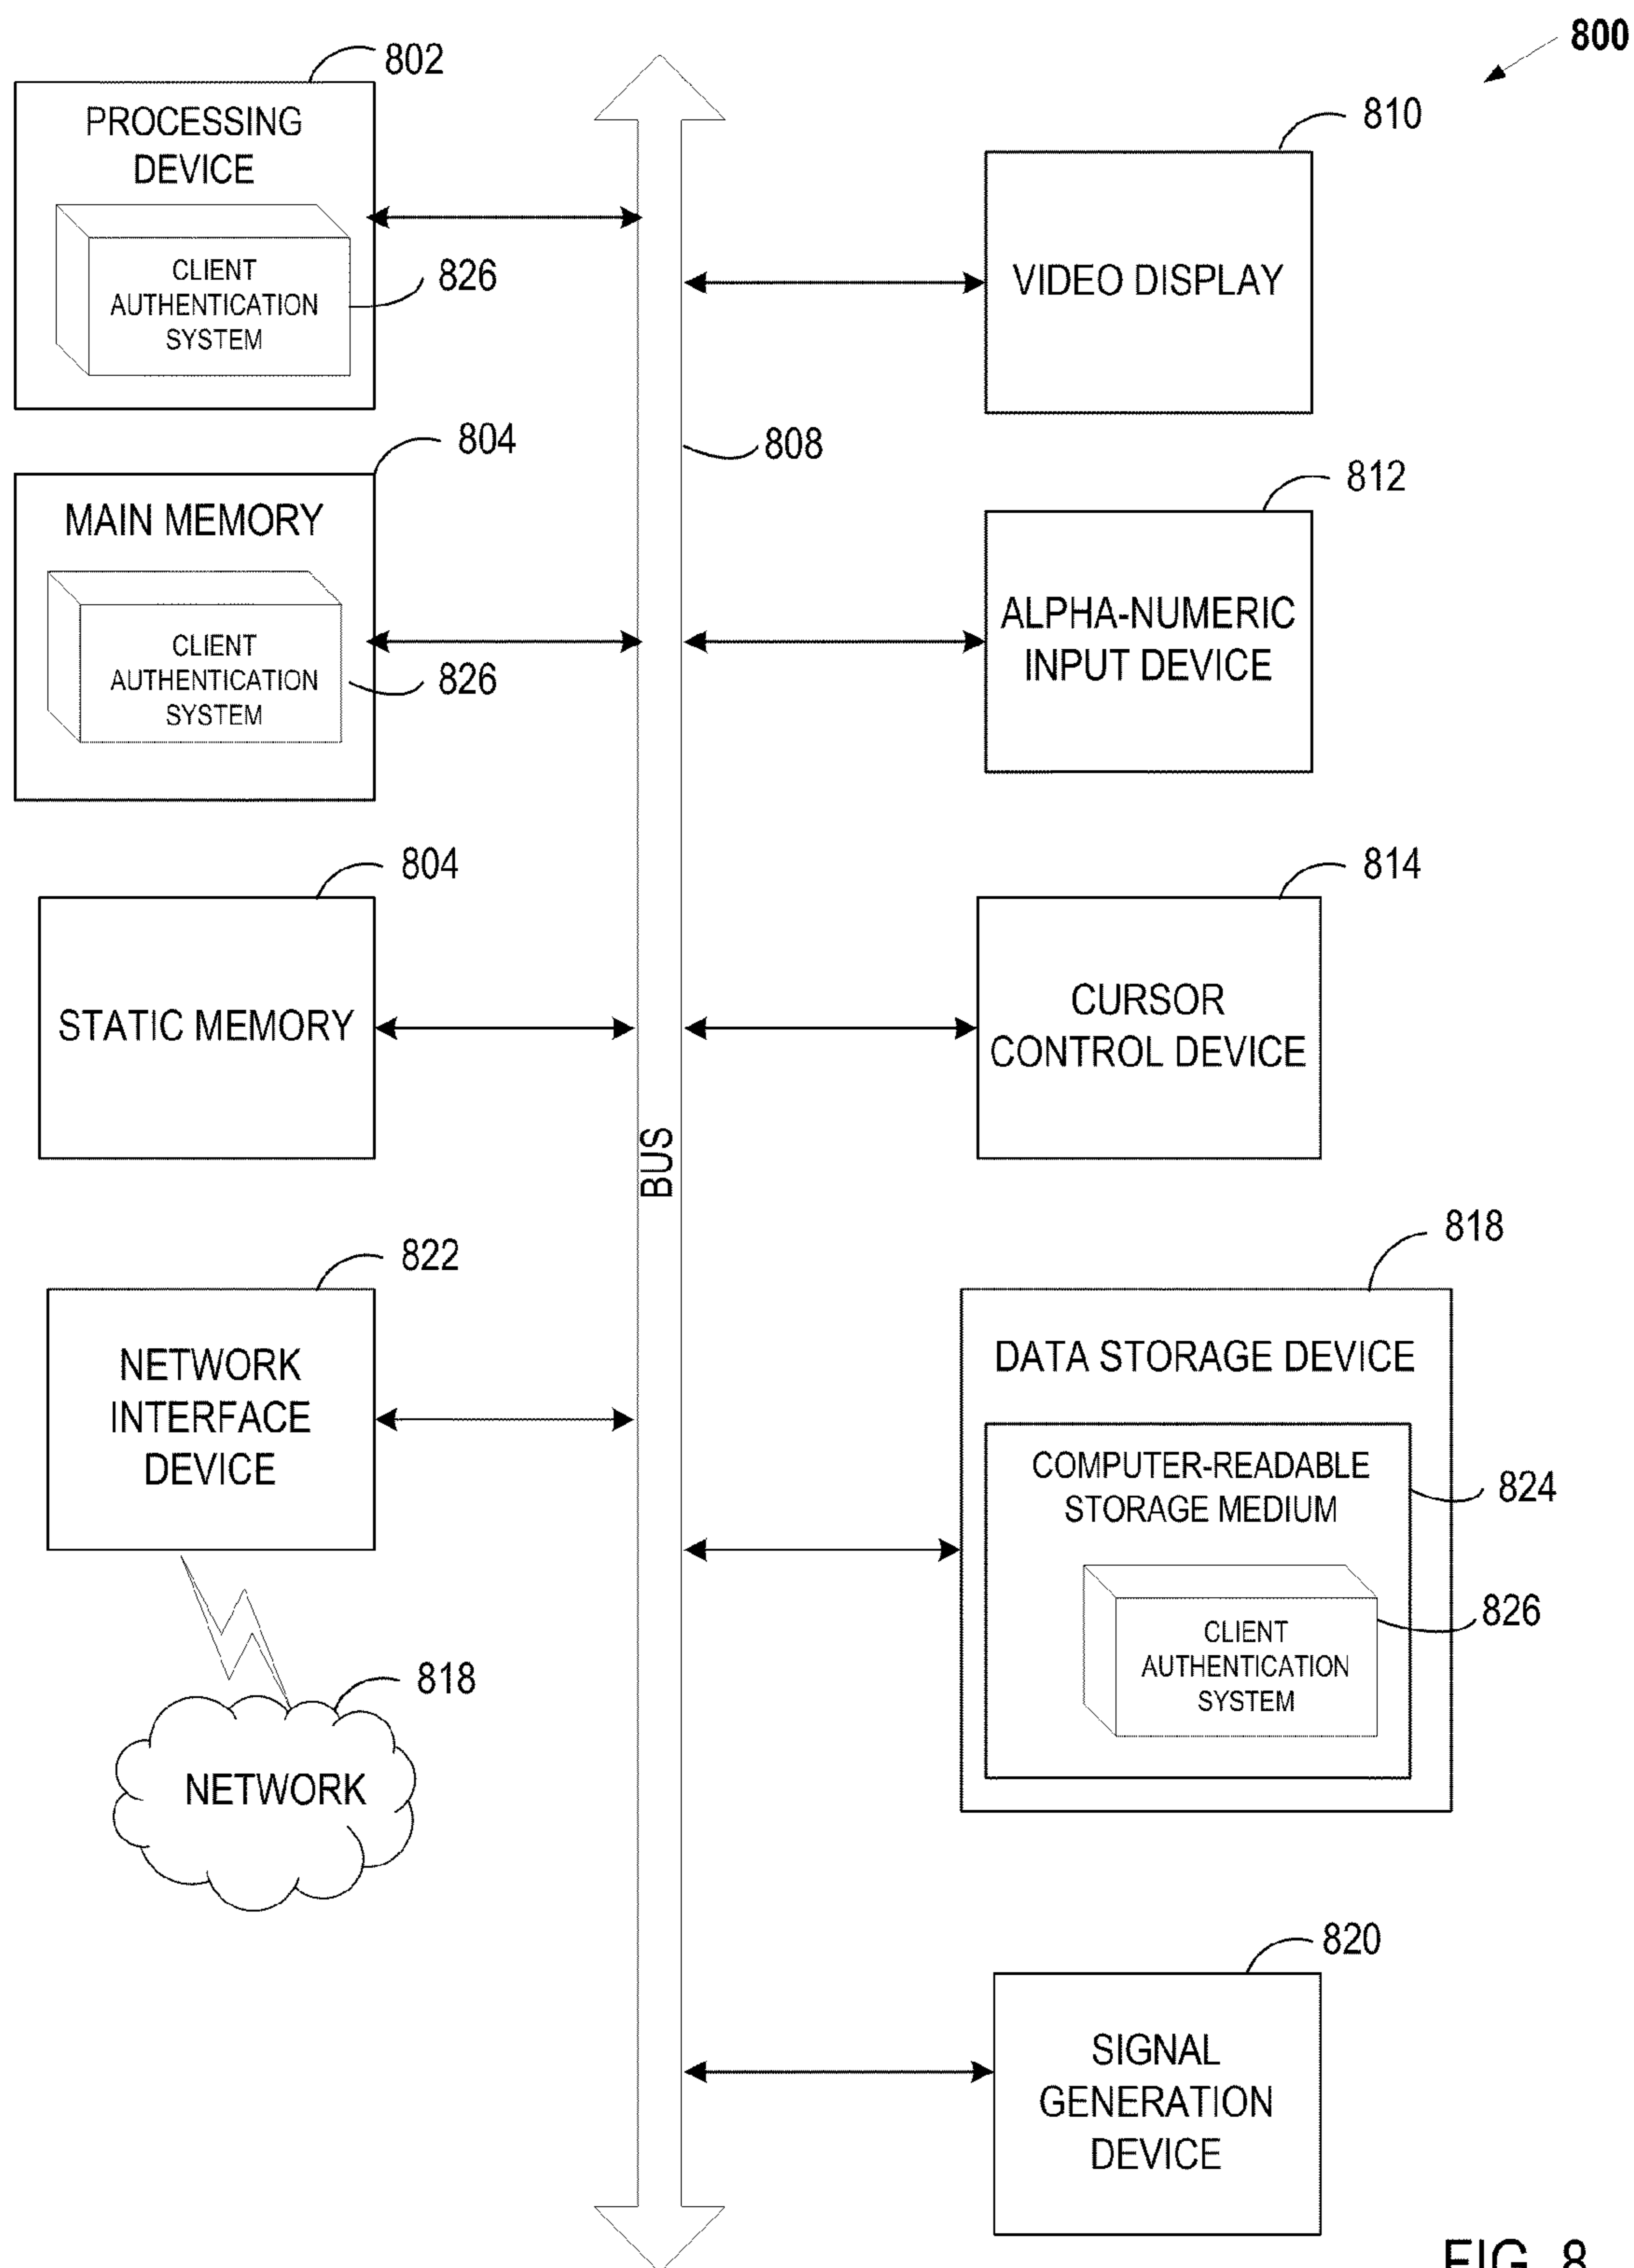 800
802
PROCESSING
DEVICE
CLIENT
AUTHENTICATION
SYSTEM
826
804
MAIN MEMORY
CLIENT
AUTHENTICATION
SYSTEM
826
804
STATIC MEMORY
822
NETWORK
INTERFACE
DEVICE
818
NETWORK
808
BUS
810
VIDEO DISPLAY
812
ALPHA-NUMERIC
INPUT DEVICE
814
CURSOR
CONTROL DEVICE
818
DATA STORAGE DEVICE
COMPUTER-READABLE
STORAGE MEDIUM
824
CLIENT
AUTHENTICATION
SYSTEM
826
820
SIGNAL
GENERATION
DEVICE
FIG. 8